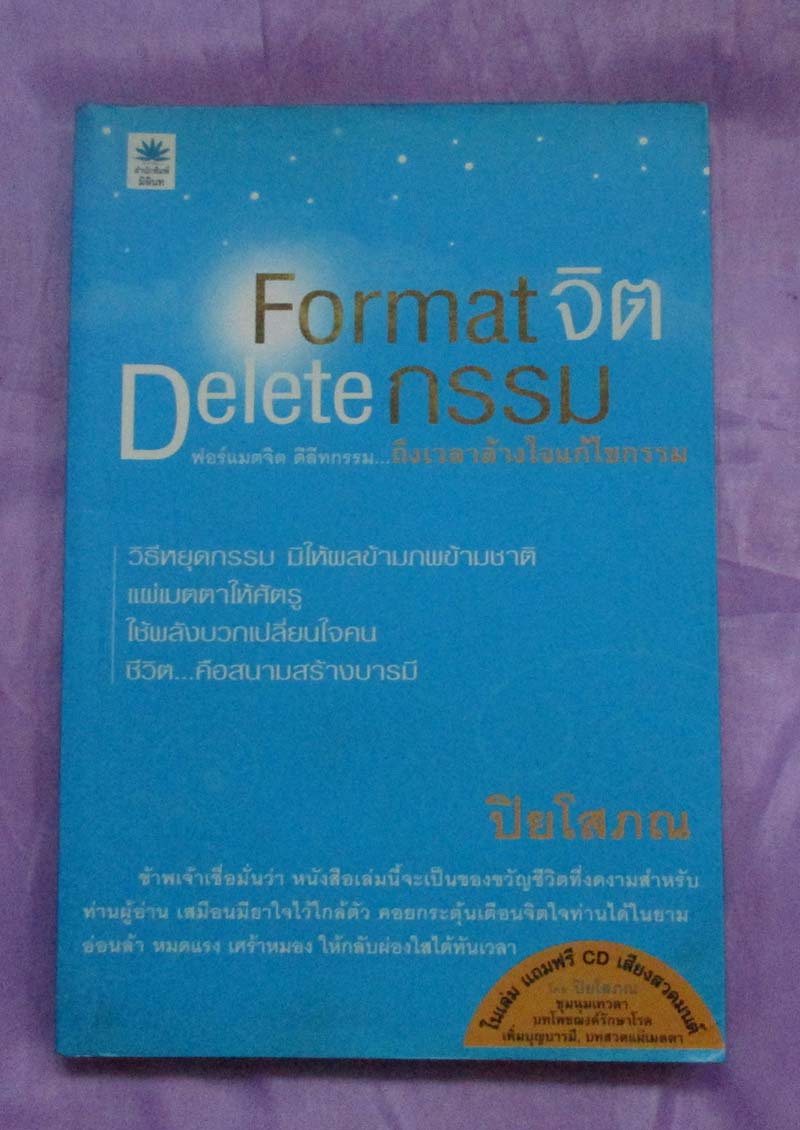 สำนักพิมพ์
มิลินท
Format จิต
Delete กรรม
ฟอร์แมตจิต ดีลีทกรรม...ถึงเวลาล้างใจแก้ไขกรรม
วิธีหยุดกรรม มิให้ผลข้ามภพข้ามชาติ
แผ่เมตตาให้ศัตรู
ใช้พลังบวกเปลี่ยนใจคน
ชีวิต...คือสนามสร้างบารมี
ปิยโสภณ
ข้าพเจ้าเชื่อมั่นว่า หนังสือเล่มนี้จะเป็นของขวัญชีวิตที่งดงามสำหรับ
ท่านผู้อ่าน เสมือนมียาใจไว้ใกล้ตัว คอยกระตุ้นเตือนจิตใจท่านได้ในยาม
อ่อนล้า หมดแรง เศร้าหมอง ให้กลับผ่องใสได้ทันเวลา
ในเล่ม แถมฟรี CD เสียงสวดมนต์
โดย ปิยโสภณ
ชุมนุมเทวดา
บทโพชฌงค์รักษาโรค
เพิ่มบุญบารมี, บทสวดแผ่เมตตา